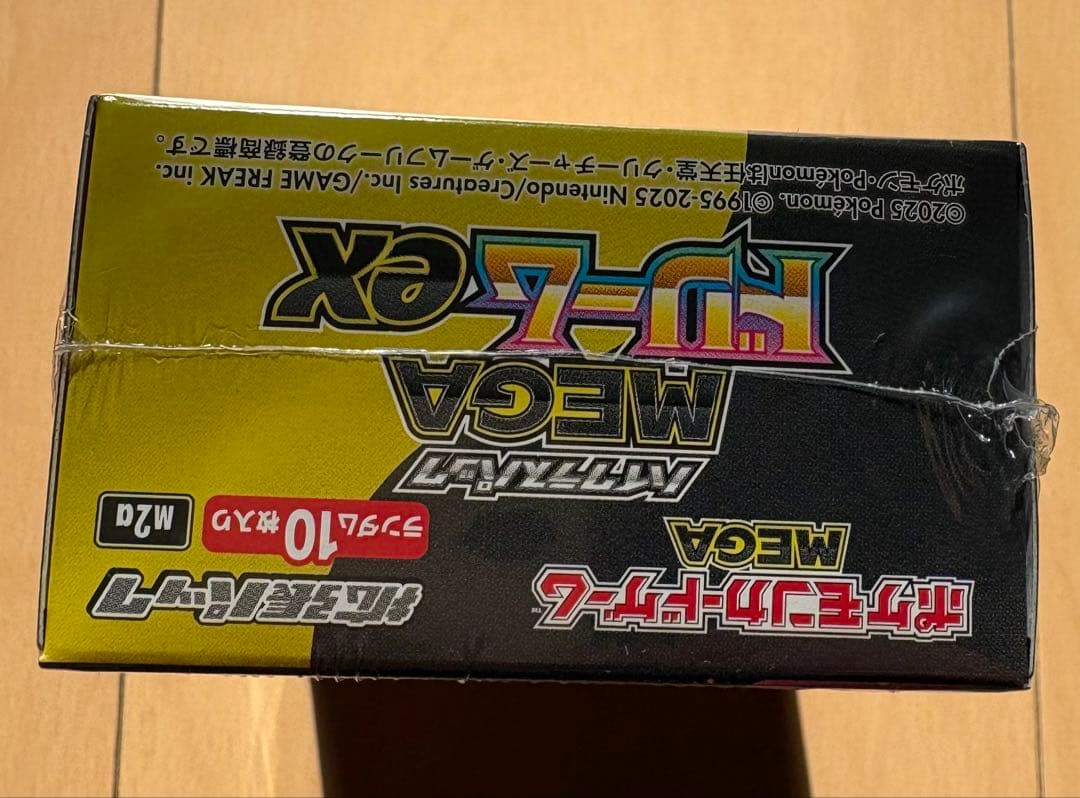 ポケモンカードゲーム™
MEGA
拡張パック
ランダム10枚入り
M2a
ハイクラスパック
MEGA
ドリームex
©2025 Pokémon. ©1995-2025 Nintendo/Creatures Inc./GAME FREAK inc.
ポケモン・Pokémonは任天堂・クリーチャーズ・ゲームフリークの登録商標です。